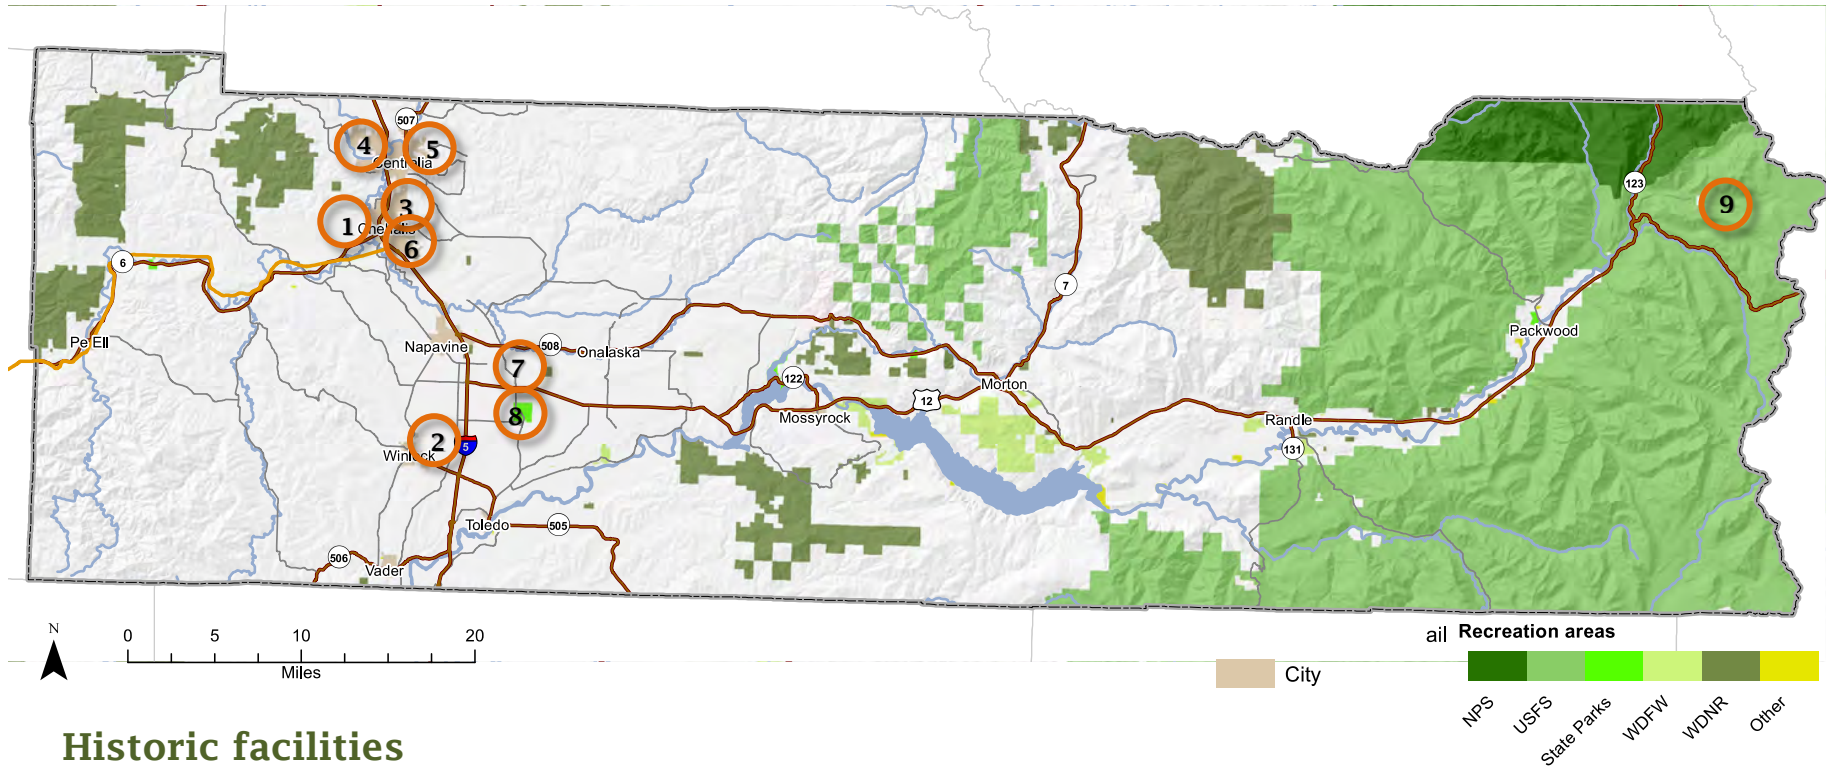 507
4
5
Centralia
3
1
Chehalis
6
6
123
9
7
Pe Ell
Napavine
508
Onalaska
7
Packwood
122
12
Morton
8
Mossyrock
Randle
2
5
Winlock
131
Toledo
505
506
Vader
N
0 5 10 20
Miles
ail Recreation areas
City
NPS
USFS
State Parks
WDFW
WDNR
Other
Historic facilities